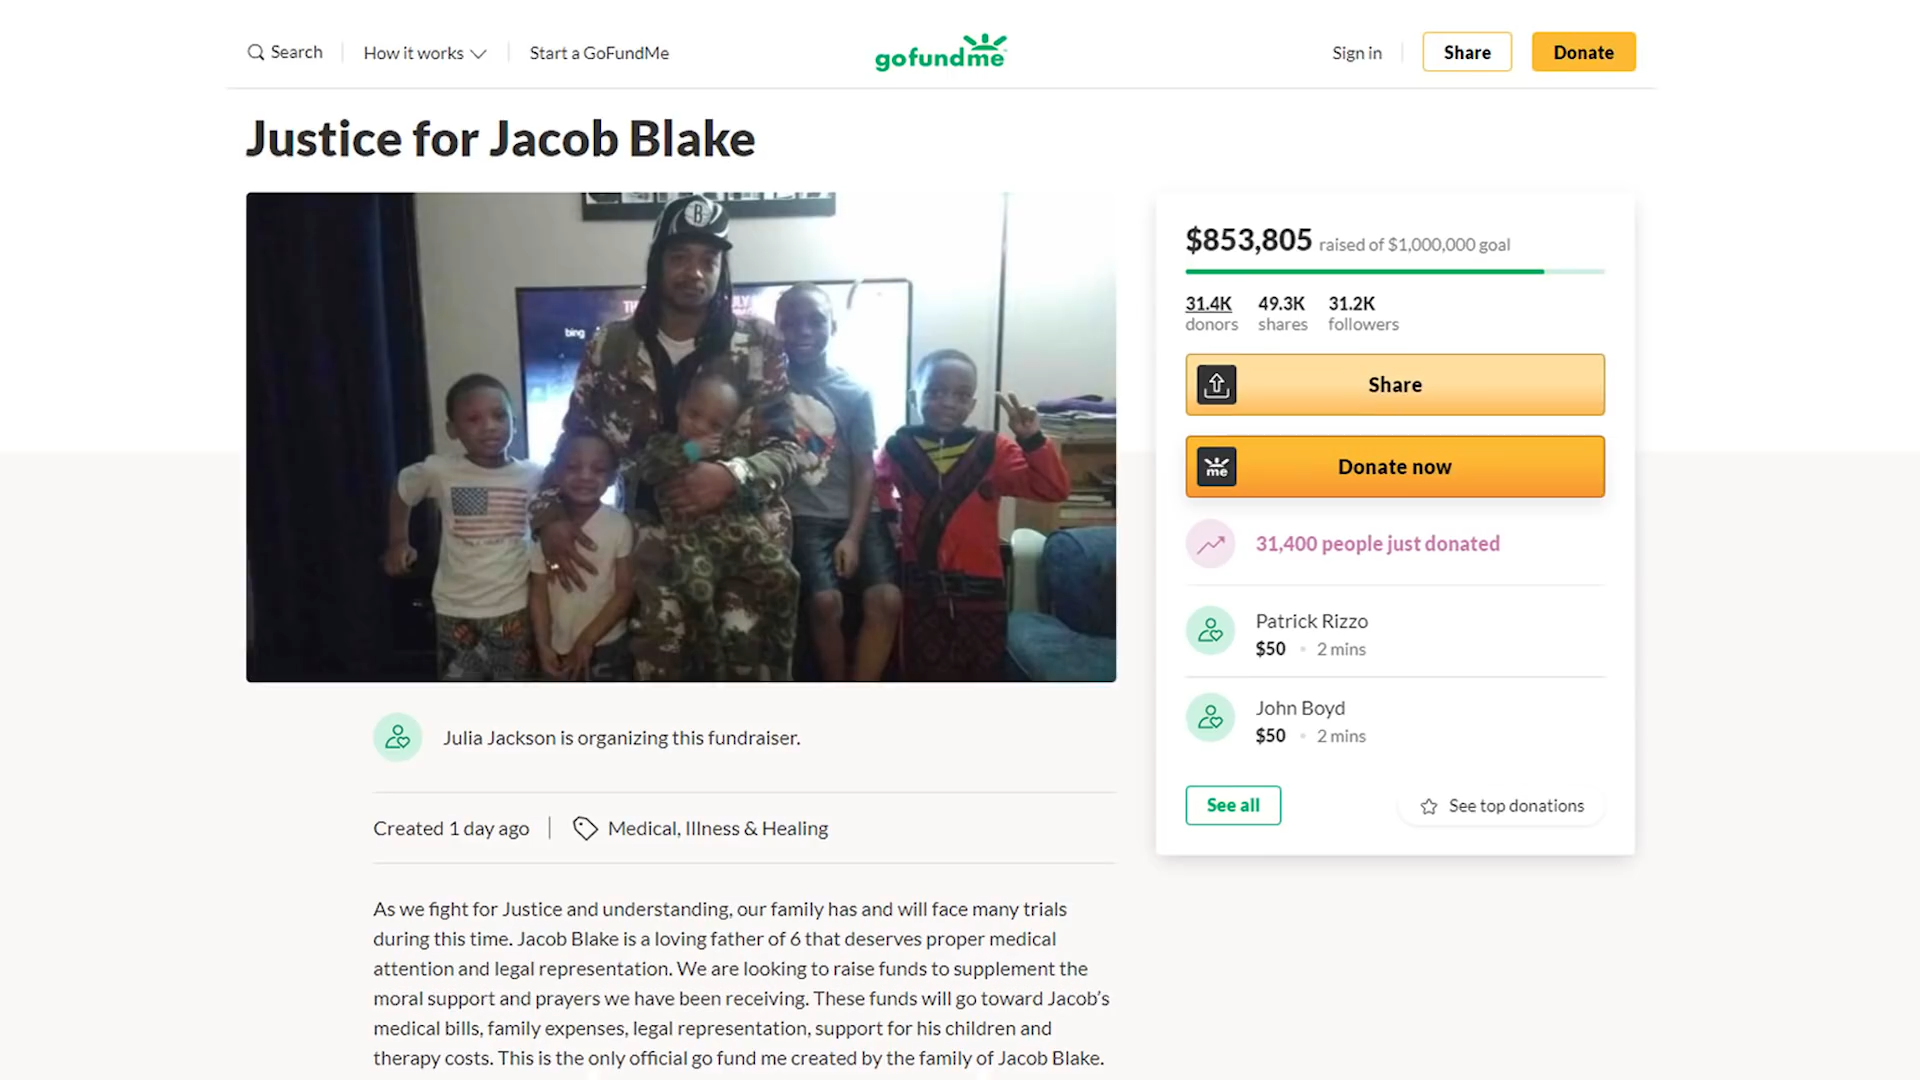 Search
How it works
Start a GoFundMe
gofundme
Sign in
Share
Donate
Justice for Jacob Blake
bing
B
$853,805 raised of $1,000,000 goal
31.4K 49.3K 31.2K
donors shares followers
Share
me
Donate now
31,400 people just donated
Patrick Rizzo
$50 • 2 mins
John Boyd
$50 • 2 mins
See all
See top donations
Julia Jackson is organizing this fundraiser.
Created 1 day ago | Medical, Illness & Healing
As we fight for Justice and understanding, our family has and will face many trials
during this time. Jacob Blake is a loving father of 6 that deserves proper medical
attention and legal representation. We are looking to raise funds to supplement the
moral support and prayers we have been receiving. These funds will go toward Jacob’s
medical bills, family expenses, legal representation, support for his children and
therapy costs. This is the only official go fund me created by the family of Jacob Blake.